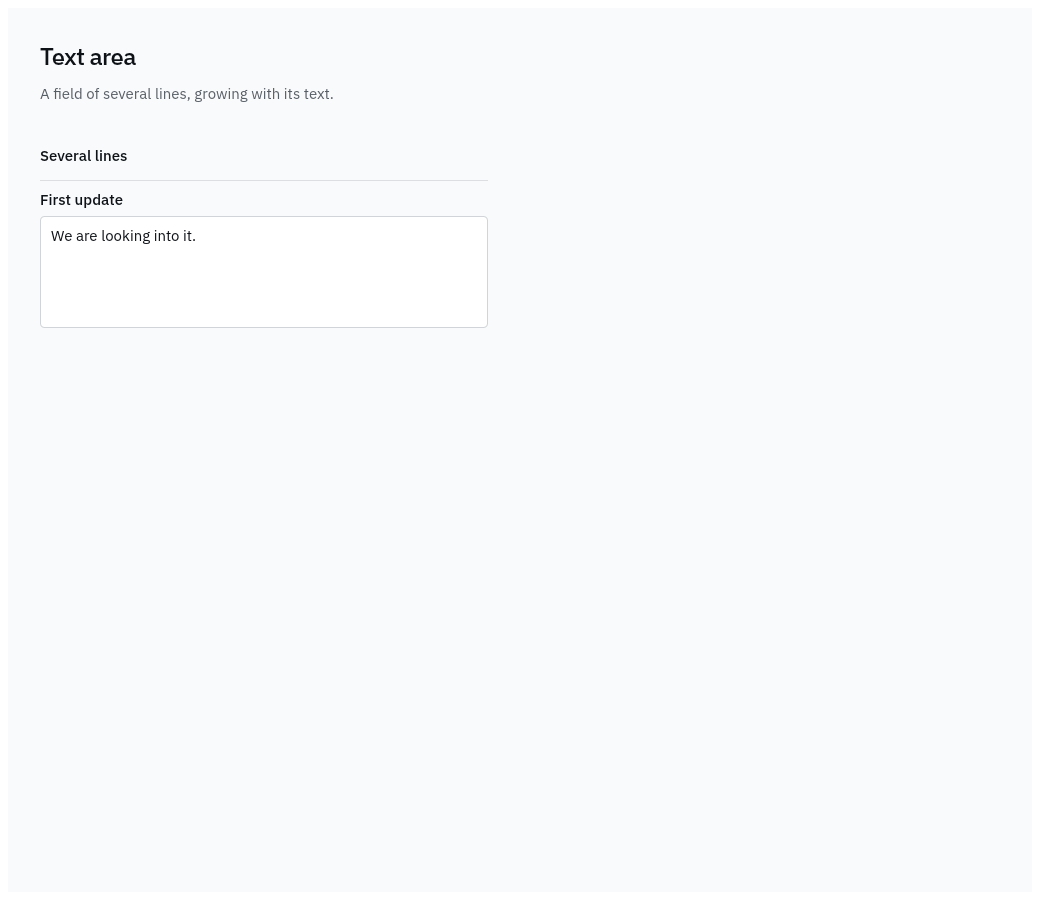 Text area
A field of several lines, growing with its text.
Several lines
First update
We are looking into it.